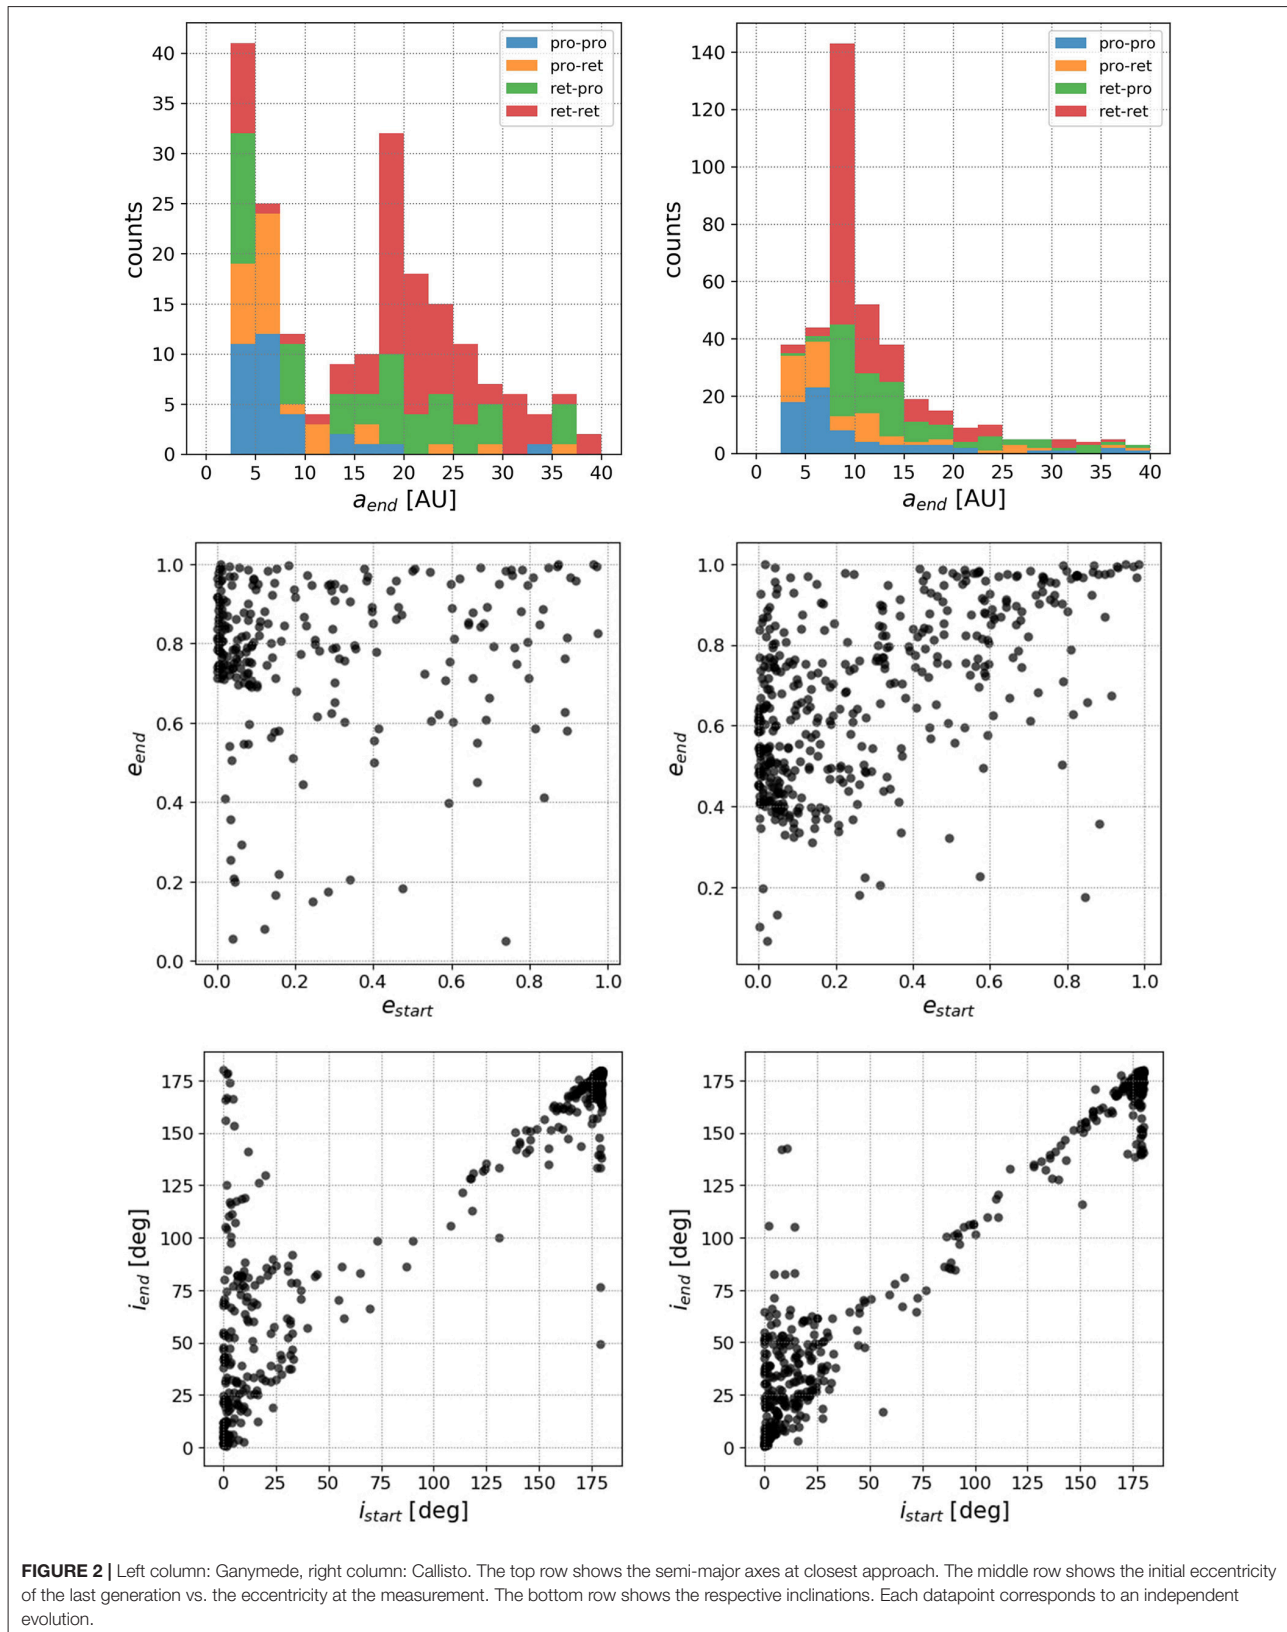 pro-pro
pro-ret
ret-pro
ret-ret
counts
40
35
30
25
20
15
10
5
0
0 5 10 15 20 25 30 35 40
a_end [AU]
pro-pro
pro-ret
ret-pro
ret-ret
counts
140
120
100
80
60
40
20
0
0 5 10 15 20 25 30 35 40
a_end [AU]
e_end
1.0
0.8
0.6
0.4
0.2
0.0
0.0 0.2 0.4 0.6 0.8 1.0
e_start
e_end
1.0
0.8
0.6
0.4
0.2
0.0 0.2 0.4 0.6 0.8 1.0
e_start
i_end [deg]
175
150
125
100
75
50
25
0
0 25 50 75 100 125 150 175
i_start [deg]
i_end [deg]
175
150
125
100
75
50
25
0
0 25 50 75 100 125 150 175
i_start [deg]
FIGURE 2 | Left column: Ganymede, right column: Callisto. The top row shows the semi-major axes at closest approach. The middle row shows the initial eccentricity
of the last generation vs. the eccentricity at the measurement. The bottom row shows the respective inclinations. Each datapoint corresponds to an independent
evolution.